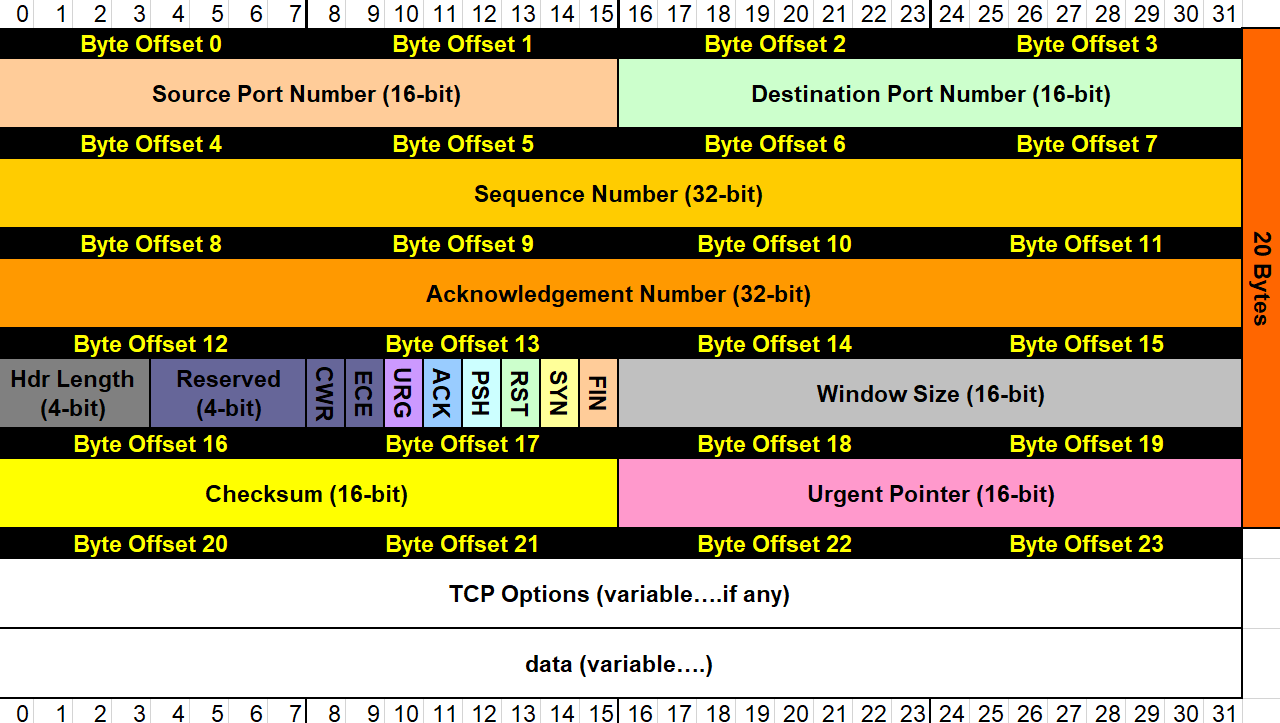 0 1 2 3 4 5 6 7 8 9 10 11 12 13 14 15 16 17 18 19 20 21 22 23 24 25 26 27 28 29 30 31
Byte Offset 0 Byte Offset 1 Byte Offset 2 Byte Offset 3
Source Port Number (16-bit) Destination Port Number (16-bit)
Byte Offset 4 Byte Offset 5 Byte Offset 6 Byte Offset 7
Sequence Number (32-bit)
Byte Offset 8 Byte Offset 9 Byte Offset 10 Byte Offset 11
20 Bytes
Acknowledgement Number (32-bit)
Byte Offset 12 Byte Offset 13 Byte Offset 14 Byte Offset 15
Hdr Length
(4-bit)
Reserved
(4-bit)
CWR
ECE
URG
ACK
PSH
RST
SYN
FIN
Window Size (16-bit)
Byte Offset 16 Byte Offset 17 Byte Offset 18 Byte Offset 19
Checksum (16-bit) Urgent Pointer (16-bit)
Byte Offset 20 Byte Offset 21 Byte Offset 22 Byte Offset 23
TCP Options (variable….if any)
data (variable….)
0 1 2 3 4 5 6 7 8 9 10 11 12 13 14 15 16 17 18 19 20 21 22 23 24 25 26 27 28 29 30 31